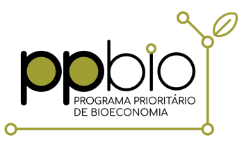 ppbio
PROGRAMA PRIORITÁRIO
DE BIOECONOMIA